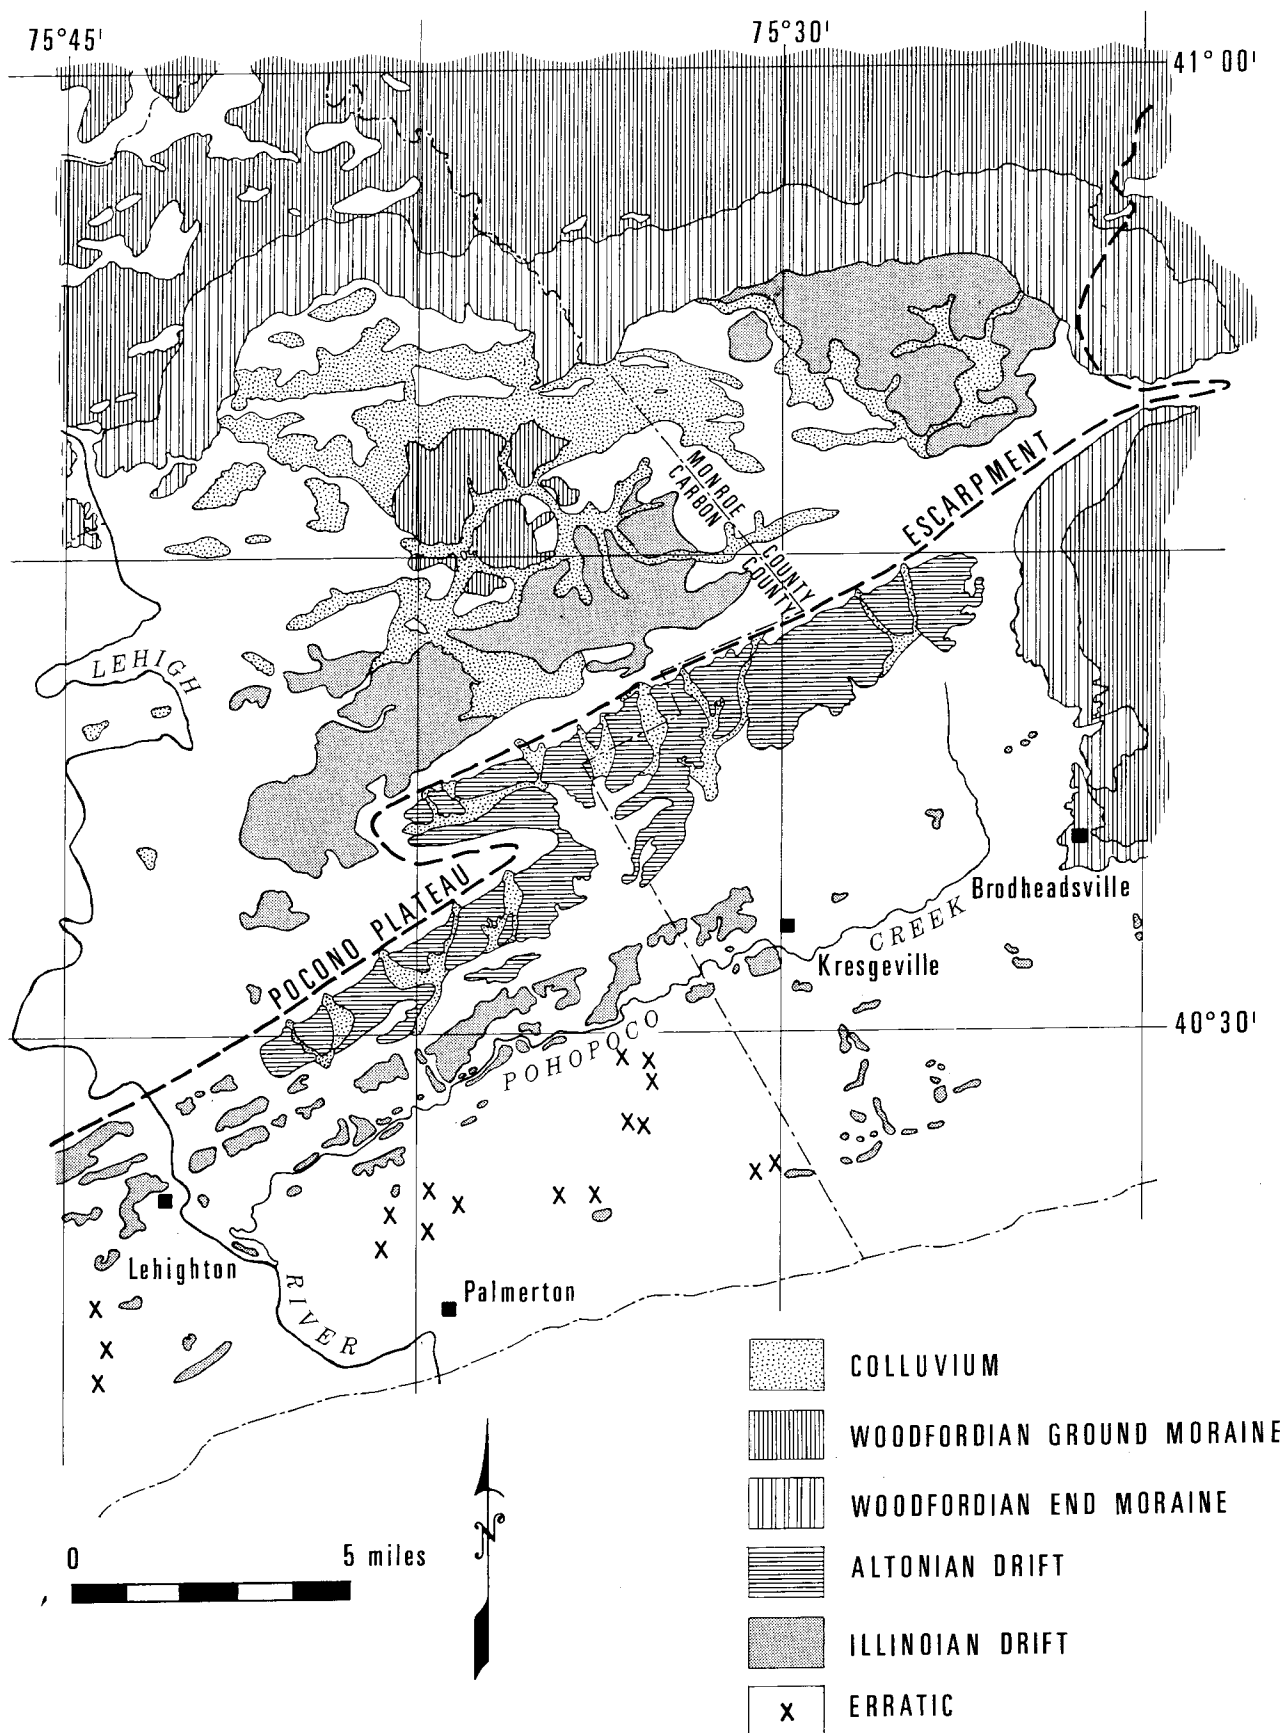 75°45'
75°30'
41°00'
MONROE COUNTY
CARBON COUNTY
ESCARPMENT
LEHIGH
POCONO PLATEAU
Brodheadsville
CREEK
Kresgeville
40°30'
POHOPOCO
Lehighton
RIVER
Palmerton
X X X X X X X X X X X X X X X X X
COLLUVIUM
WOODFORDIAN GROUND MORAINE
WOODFORDIAN END MORAINE
0 5 miles
N
ALTONIAN DRIFT
ILLINOIAN DRIFT
X ERRATIC